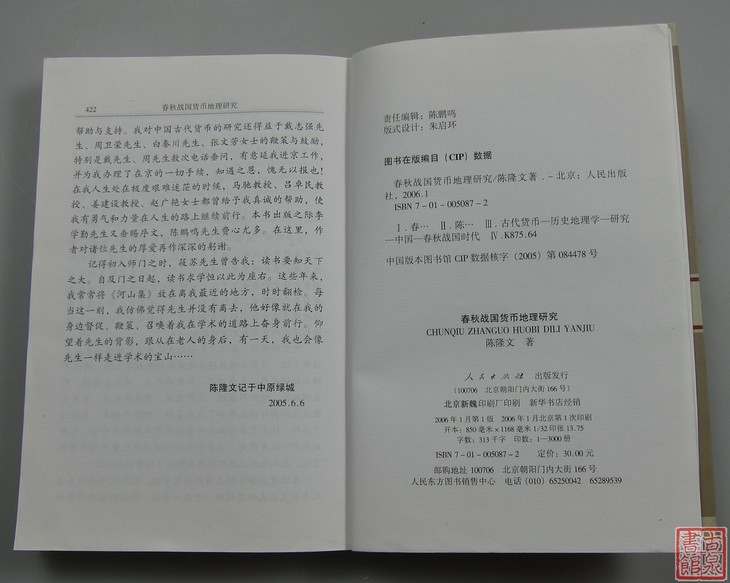 422 春秋战国货币地理研究
帮助与支持。我对中国古代货币的研究还得益于戴志强先
生、周卫荣先生、白秦川先生、张文芳女士的鞭策与鼓励,
特别是戴先生、周先生数次电话垂问,有意延我进京工作,
并为我办理了在京的一切手续,知遇之恩,愧无以报也!
在我人生处在极度艰难迷茫的时候,马驰教授、吕卓民教
授、姜建设教授、赵广艳女士都曾给予我真诚的帮助,使
我有勇气和力量在人生的路上继续前行。本书出版之际李
学勤先生又垂赐序文,陈鹏鸣先生费心尤多。在这里,作
者对诸位先生的厚爱再作深深的躬谢。
记得初入师门之时,筱苏先生曾告我:读书要知天下
之大。自及门之日起,读书求学恒以此为座右。这些年来,
我常常将《河山集》放在离我最近的地方,时时翻检。每
当这一刻,我仿佛觉得先生并没有离去,他好像就在我的
身边督促、鞭策、召唤着我在学术的道路上奋身前行。仰
望着先生的背影,跟从在老人的身后,有一天,我也会像
先生一样走进学术的宝山……
陈隆文记于中原绿城
2005.6.6
责任编辑:陈鹏鸣
版式设计:朱启环
图书在版编目(CIP)数据
春秋战国货币地理研究/陈隆文著.-北京:人民出版
社,2006.1
ISBN 7-01-005087-2
Ⅰ.春… Ⅱ.陈… Ⅲ.古代货币—历史地理学—研究
—中国—春秋战国时代 Ⅳ.K875.64
中国版本图书馆CIP数据核字(2005)第084478号
春秋战国货币地理研究
CHUNQIU ZHANGUO HUOBI DILI YANJIU
陈隆文 著
人民出版社 出版发行
(100706 北京朝阳门内大街166号)
北京新魏印刷厂印刷 新华书店经销
2006年1月第1版 2006年1月北京第1次印刷
开本:850毫米×1168毫米 1/32 印张:13.75
字数:313千字 印数:1—3000册
ISBN 7-01-005087-2 定价:30.00元
邮购地址 100706 北京朝阳门内大街166号
人民东方图书销售中心 电话(010)65250042 65289539
古泉
書館